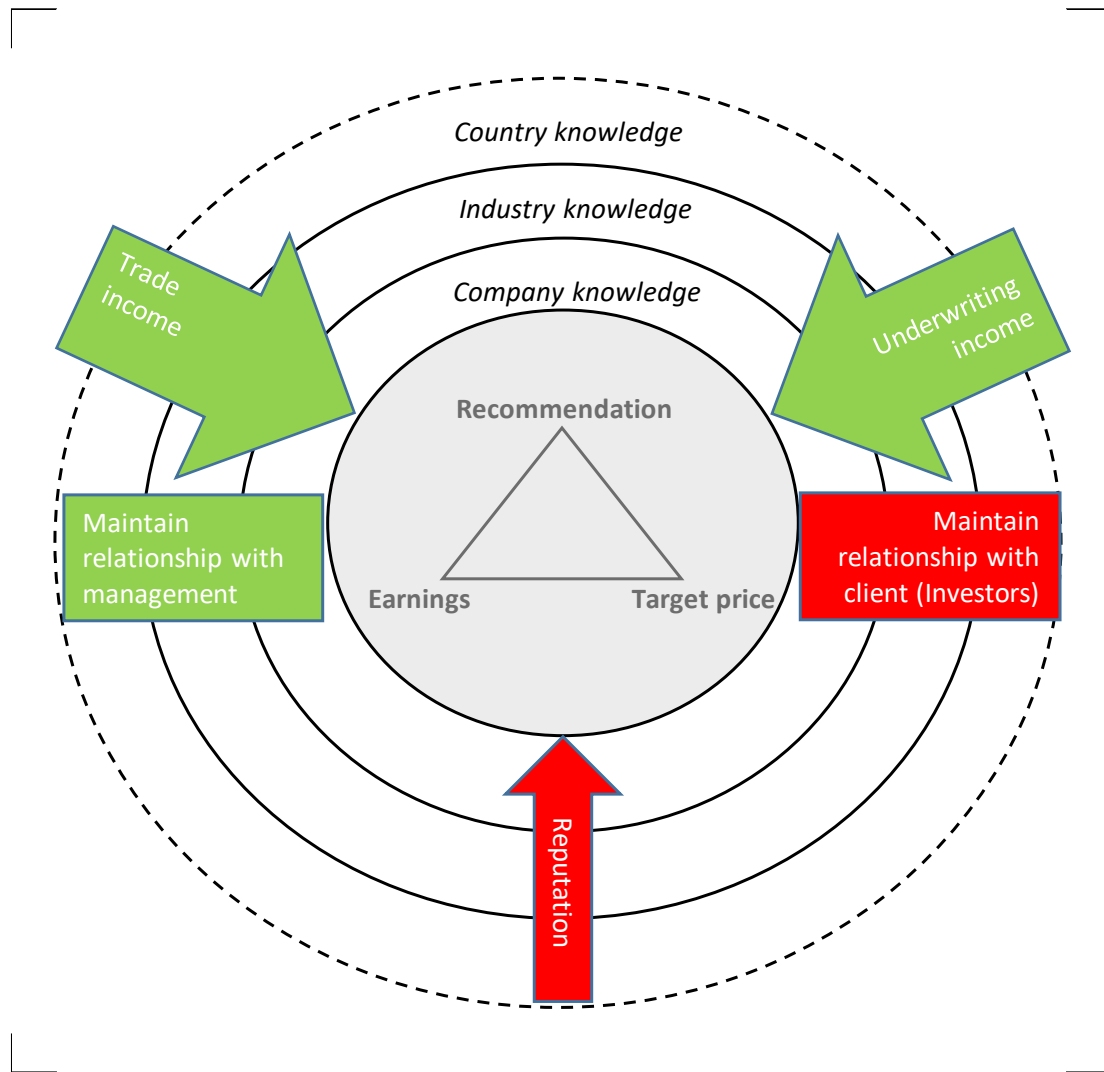 Country knowledge
Industry knowledge
Company knowledge
Trade
income
Underwriting
income
Recommendation
Earnings
Target price
Maintain
relationship with
management
Maintain
relationship with
client (Investors)
Reputation